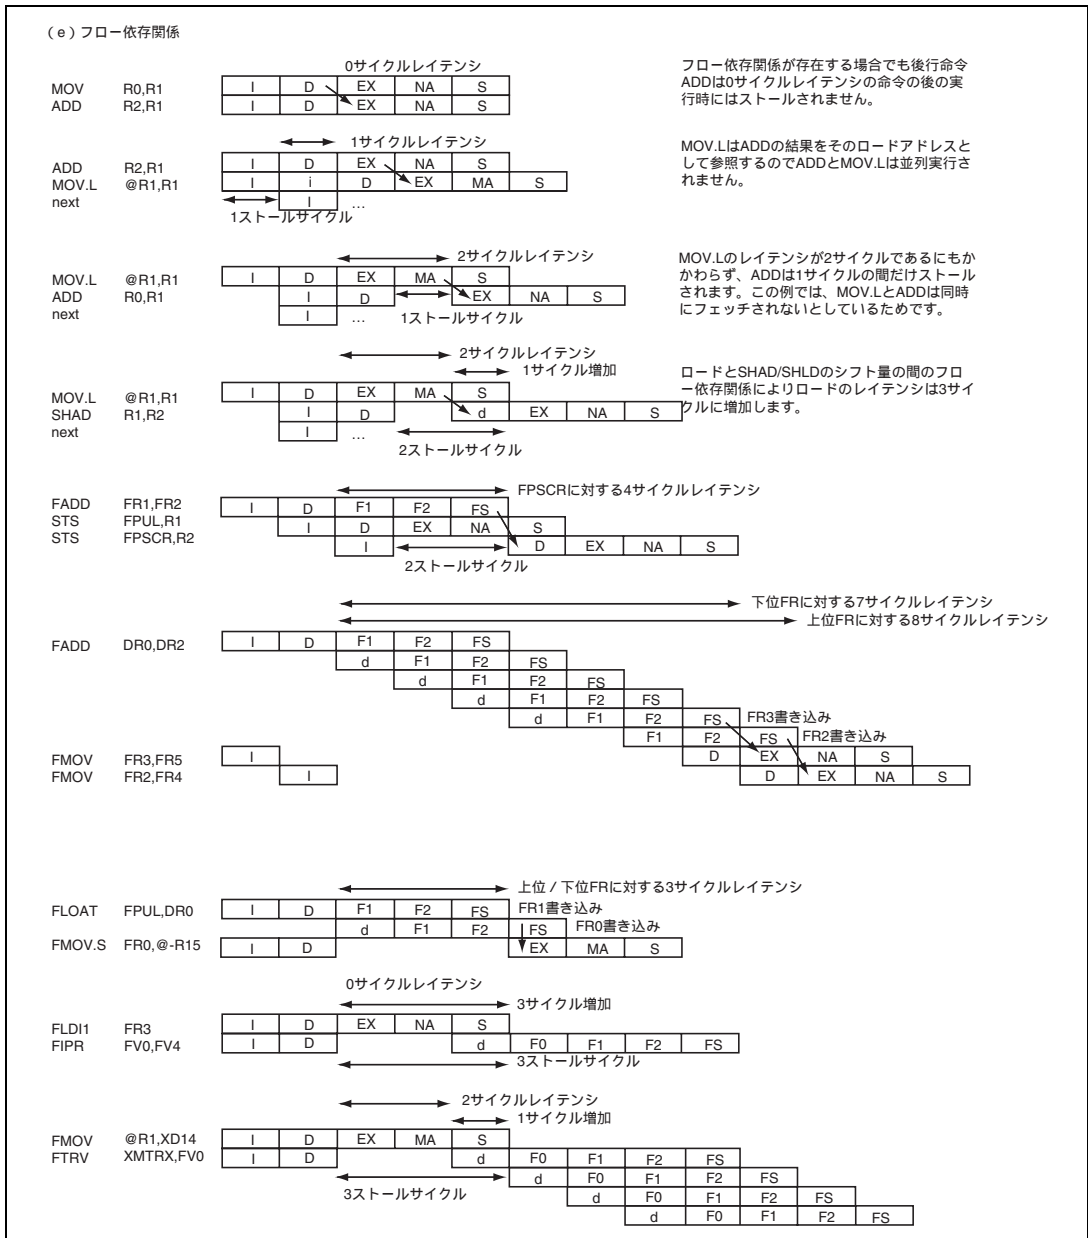 (e)フロー依存関係
0サイクルレイテンシ
MOV R0,R1 I D EX NA S
ADD R2,R1 I D EX NA S
フロー依存関係が存在する場合でも後行命令
ADDは0サイクルレイテンシの命令の後の実
行時にはストールされません。
1サイクルレイテンシ
ADD R2,R1 I D EX NA S
MOV.L @R1,R1 I i D EX MA S
next I ...
1ストールサイクル
MOV.LはADDの結果をそのロードアドレスと
して参照するのでADDとMOV.Lは並列実行さ
れません。
2サイクルレイテンシ
MOV.L @R1,R1 I D EX MA S
ADD R0,R1 I D EX NA S
next I ...
1ストールサイクル
MOV.Lのレイテンシが2サイクルであるにもか
かわらず、ADDは1サイクルの間だけストール
されます。この例では、MOV.LとADDは同時
にフェッチされないとしているためです。
2サイクルレイテンシ
1サイクル増加
MOV.L @R1,R1 I D EX MA S
SHAD R1,R2 I D d EX NA S
next I ...
2ストールサイクル
ロードとSHAD/SHLDのシフト量の間のフロ
ー依存関係によりロードのレイテンシは3サイ
クルに増加します。
FPSCRに対する4サイクルレイテンシ
FADD FR1,FR2 I D F1 F2 FS
STS FPUL,R1 I D EX NA S
STS FPSCR,R2 I D EX NA S
2ストールサイクル
下位FRに対する7サイクルレイテンシ
上位FRに対する8サイクルレイテンシ
FADD DR0,DR2 I D F1 F2 FS
d F1 F2 FS
d F1 F2 FS
d F1 F2 FS
d F1 F2 FS FR3書き込み
F1 F2 FS FR2書き込み
FMOV FR3,FR5 I D EX NA S
FMOV FR2,FR4 I D EX NA S
上位/下位FRに対する3サイクルレイテンシ
FLOAT FPUL,DR0 I D F1 F2 FS FR1書き込み
d F1 F2 FS FR0書き込み
FMOV.S FR0,@-R15 I D EX MA S
0サイクルレイテンシ
3サイクル増加
FLDI1 FR3 I D EX NA S
FIPR FV0,FV4 I D d F0 F1 F2 FS
3ストールサイクル
2サイクルレイテンシ
1サイクル増加
FMOV @R1,XD14 I D EX MA S
FTRV XMTRX,FV0 I D d F0 F1 F2 FS
d F0 F1 F2 FS
d F0 F1 F2 FS
d F0 F1 F2 FS
3ストールサイクル